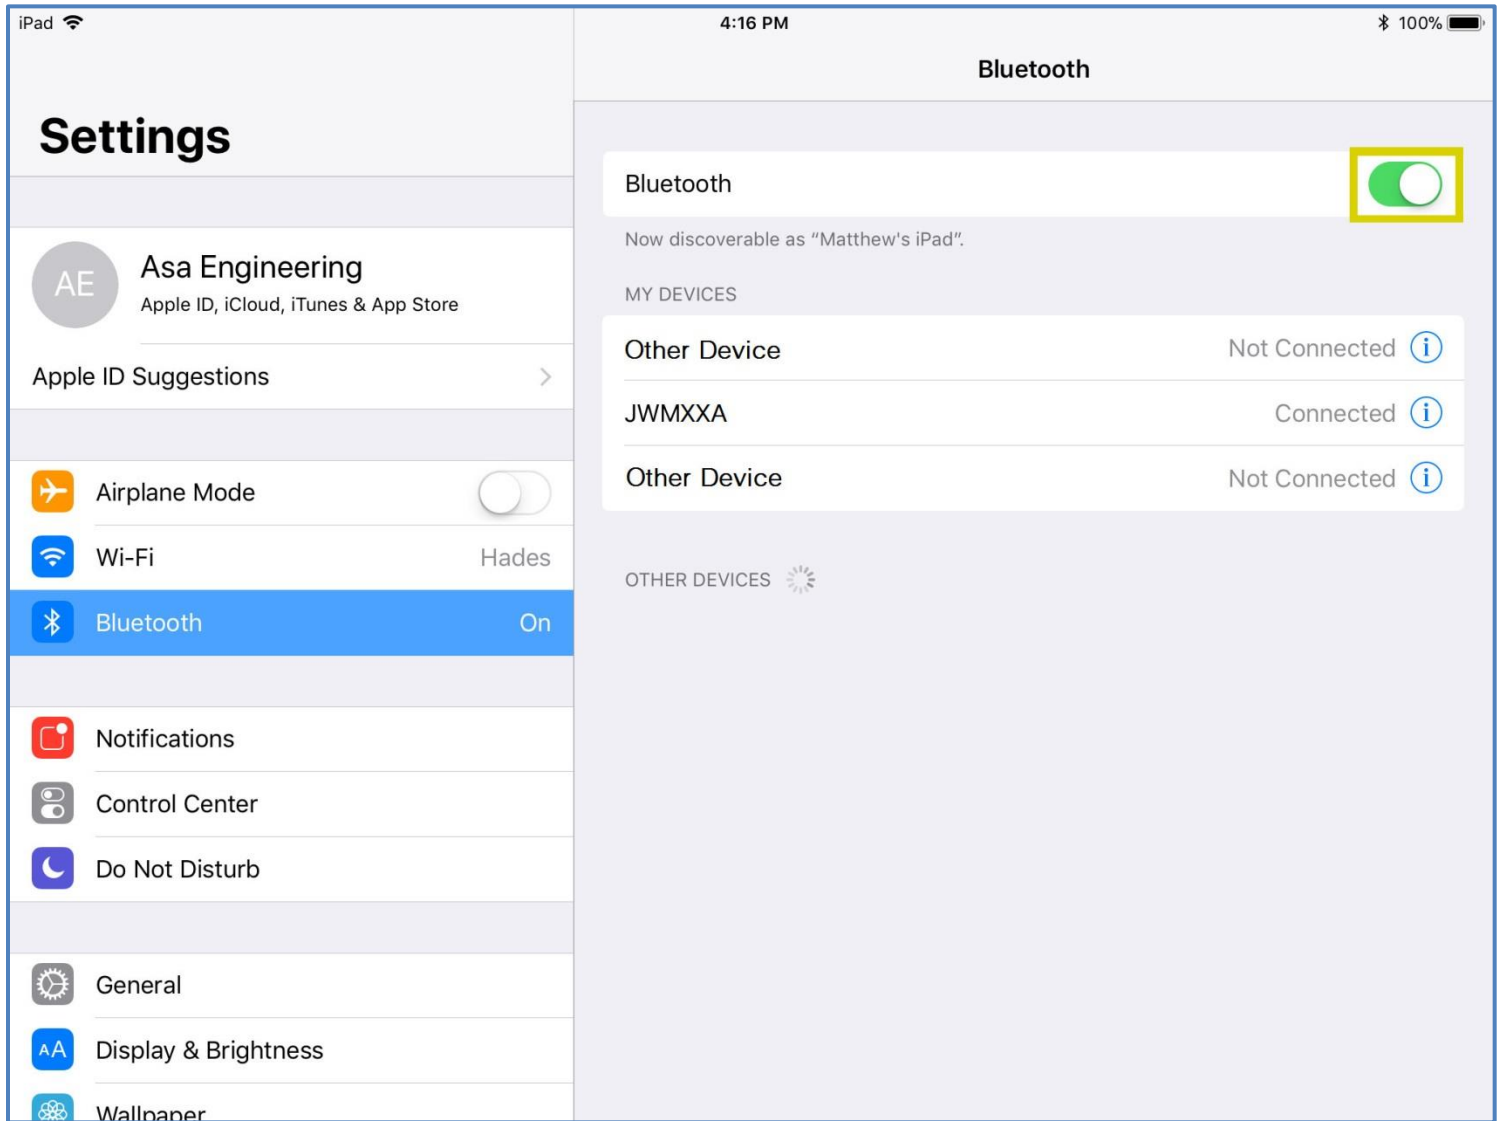 iPad 4:16 PM 100%
Settings
AE
Asa Engineering
Apple ID, iCloud, iTunes & App Store
Apple ID Suggestions
Airplane Mode
Wi-Fi Hades
Bluetooth On
Notifications
Control Center
Do Not Disturb
General
AA
Display & Brightness
Wallpaper
Bluetooth
Bluetooth
Now discoverable as “Matthew's iPad”.
MY DEVICES
Other Device Not Connected i
JWMXXA Connected i
Other Device Not Connected i
OTHER DEVICES